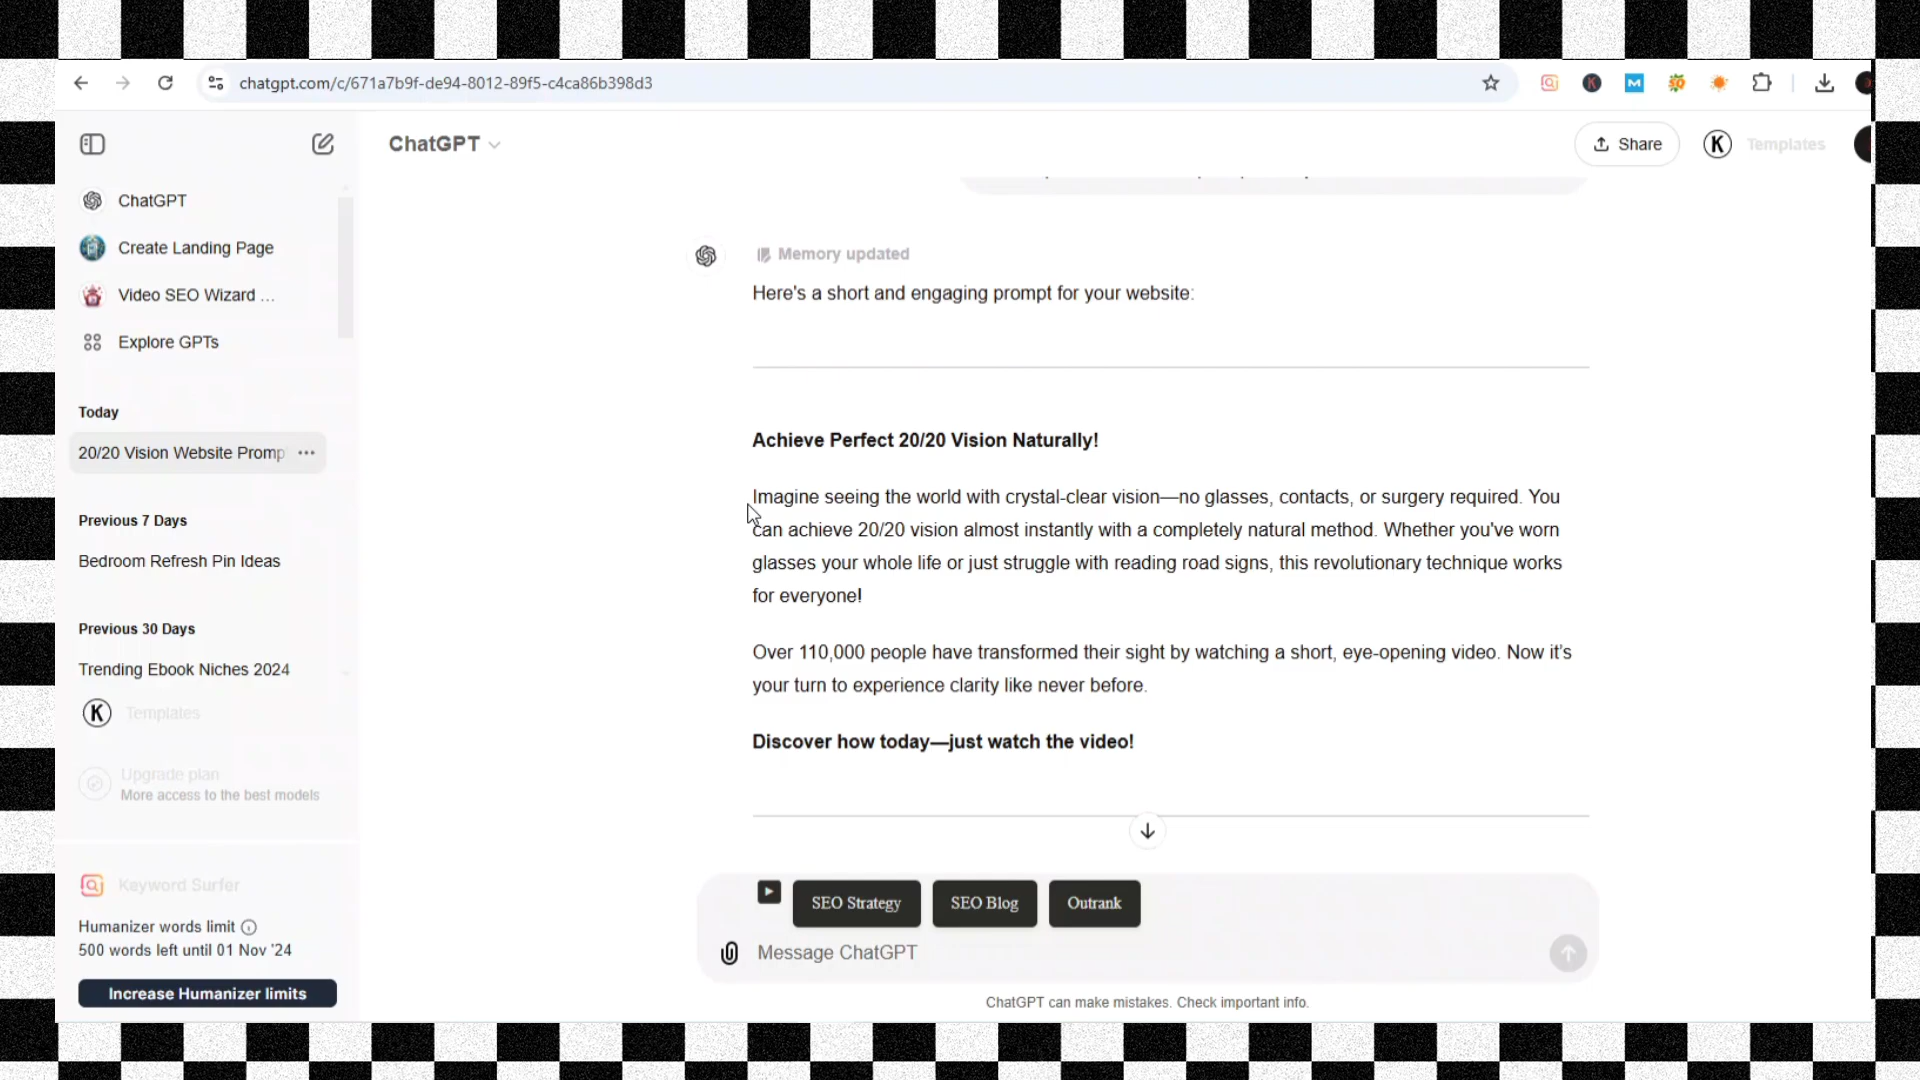 chatgpt.com/c/671a7b9f-de94-8012-89f5-c4ca86b398d3
ChatGPT
Share
K
Templates
ChatGPT
Create Landing Page
Video SEO Wizard ...
Explore GPTs
Today
20/20 Vision Website Promp
Previous 7 Days
Bedroom Refresh Pin Ideas
Previous 30 Days
Trending Ebook Niches 2024
K
Templates
Upgrade plan
More access to the best models
Keyword Surfer
Humanizer words limit
500 words left until 01 Nov '24
Increase Humanizer limits
Memory updated
Here's a short and engaging prompt for your website:
Achieve Perfect 20/20 Vision Naturally!
Imagine seeing the world with crystal-clear vision—no glasses, contacts, or surgery required. You
can achieve 20/20 vision almost instantly with a completely natural method. Whether you've worn
glasses your whole life or just struggle with reading road signs, this revolutionary technique works
for everyone!
Over 110,000 people have transformed their sight by watching a short, eye-opening video. Now it's
your turn to experience clarity like never before.
Discover how today—just watch the video!
SEO Strategy
SEO Blog
Outrank
Message ChatGPT
ChatGPT can make mistakes. Check important info.